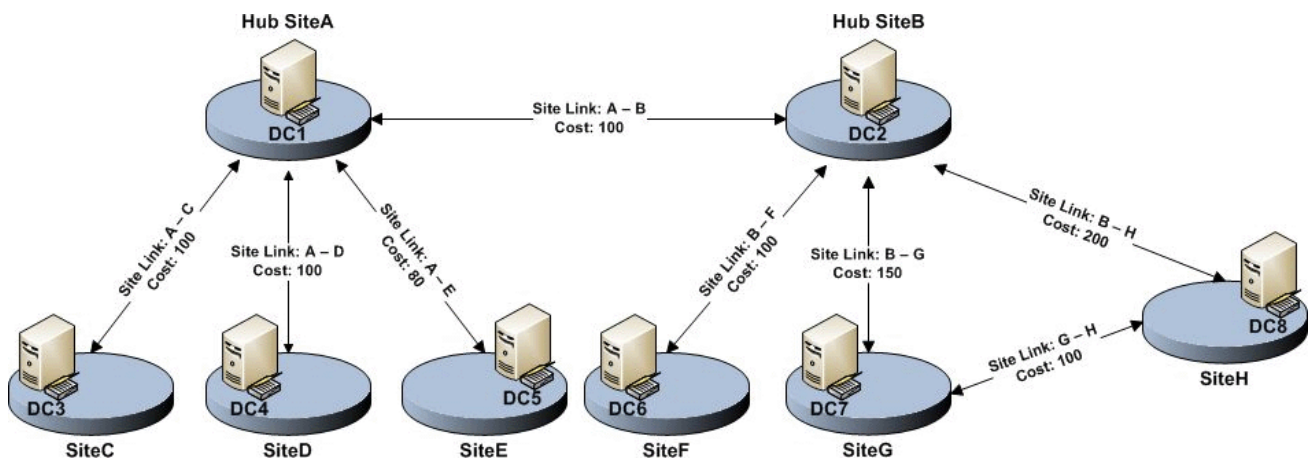 Hub SiteA
Hub SiteB
DC1
Site Link: A – B
Cost: 100
DC2
Site Link: A – C
Cost: 100
Site Link: A – D
Cost: 100
Site Link: A – E
Cost: 80
Site Link: B – F
Cost: 100
Site Link: B – G
Cost: 150
Site Link: B – H
Cost: 200
Site Link: G – H
Cost: 100
DC8
SiteH
DC3
DC4
DC5
DC6
DC7
SiteC
SiteD
SiteE
SiteF
SiteG